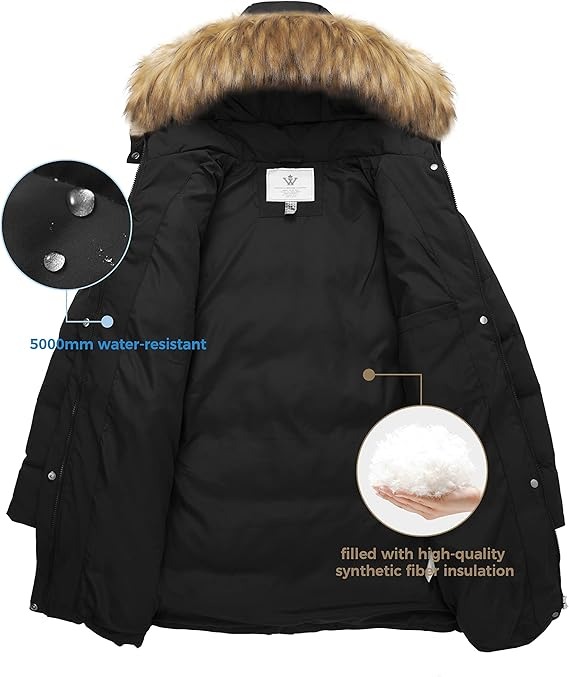 W
5000mm water-resistant
filled with high-quality
synthetic fiber insulation